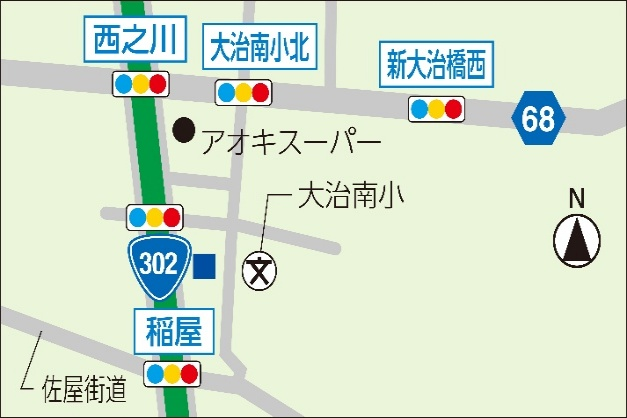 西之川
大治南小北
新大治橋西
68
アオキスーパー
大治南小
N
文
302
稲屋
佐屋街道